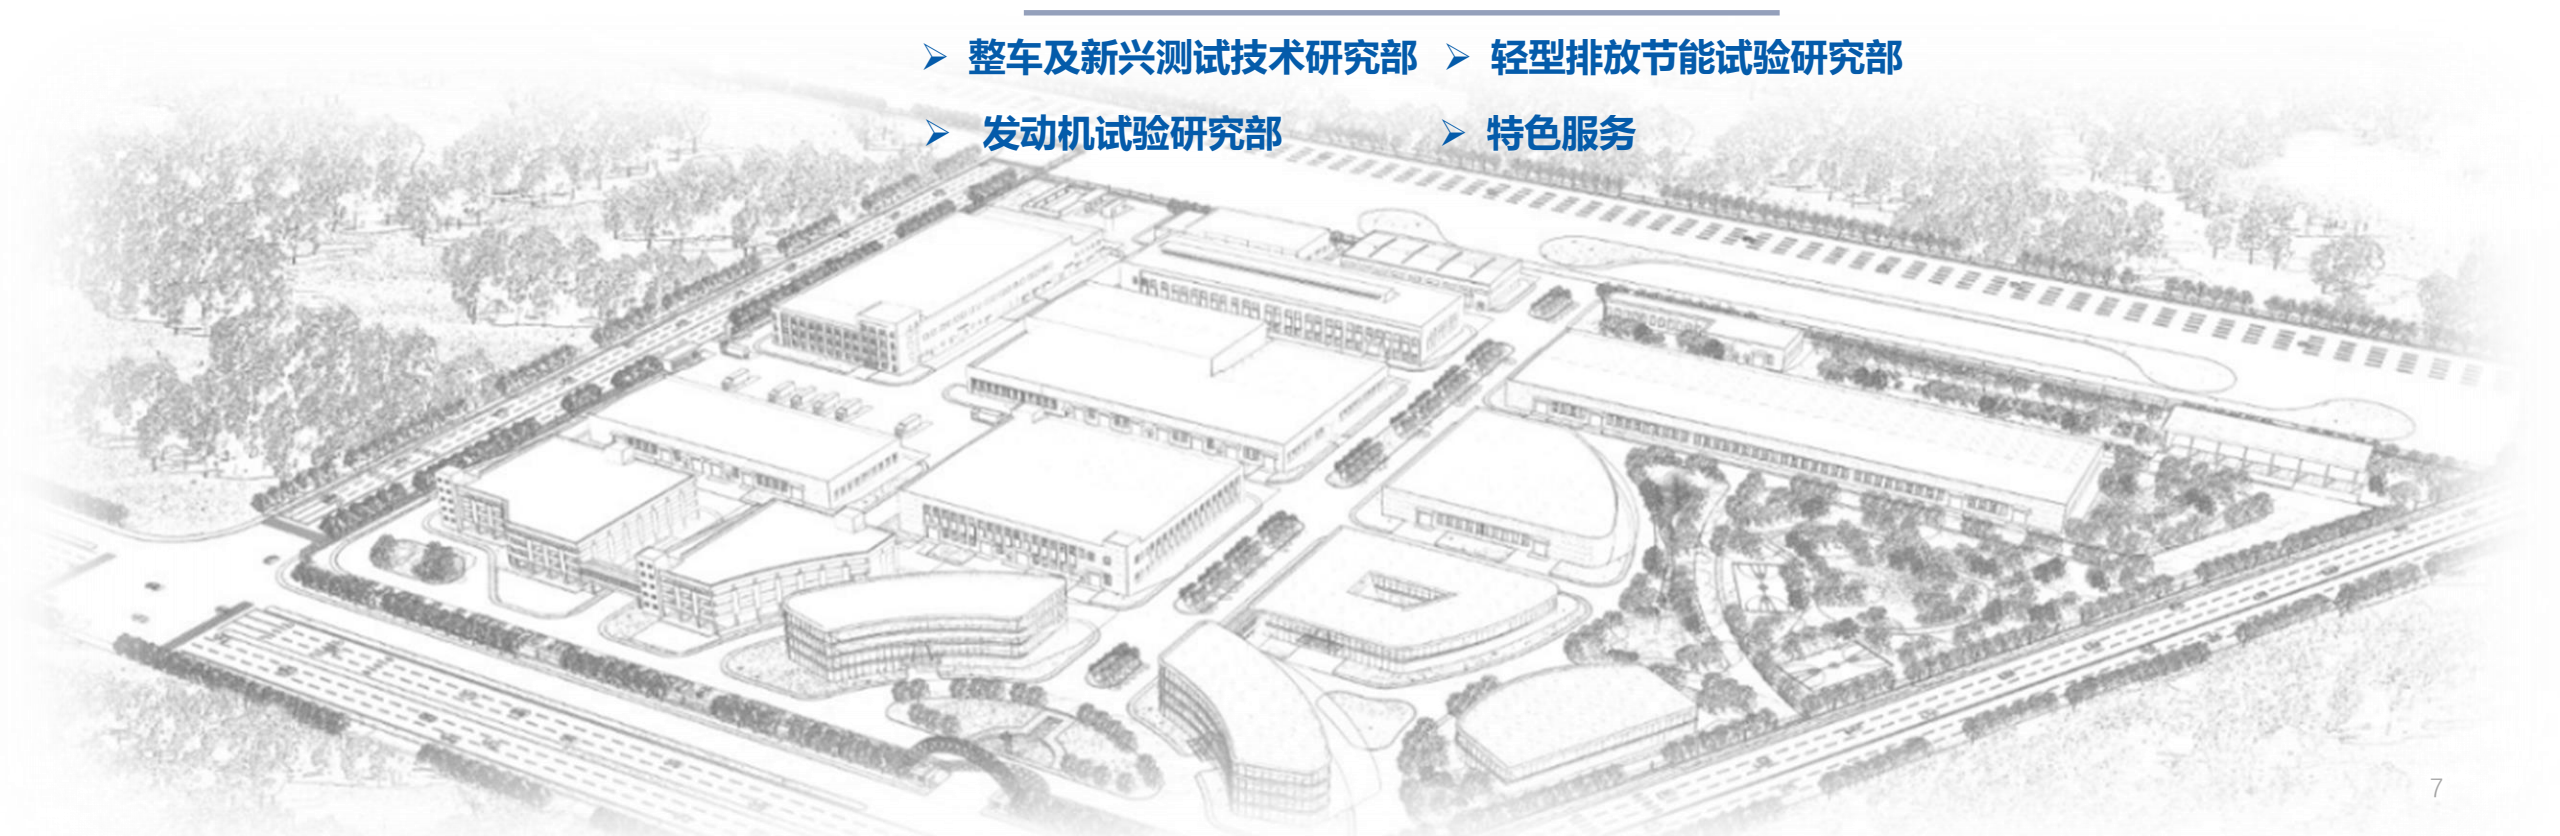 ➢ 整车及新兴测试技术研究部 ➢ 轻型排放节能试验研究部
➢ 发动机试验研究部 ➢ 特色服务
7